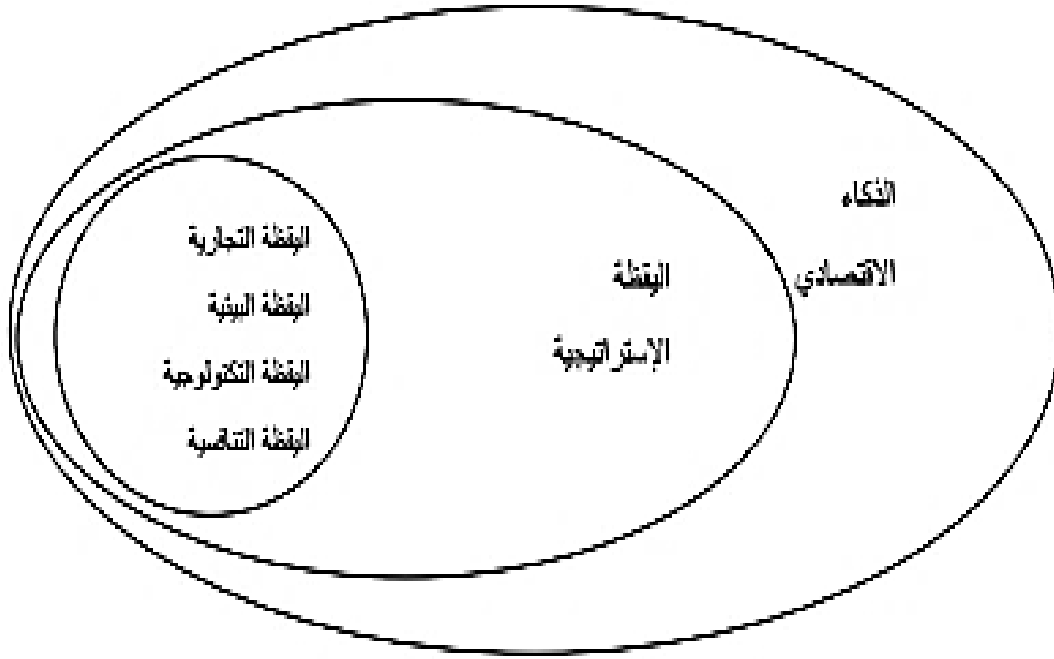 الذكاء
الاقتصادي
اليقظة
الإستراتيجية
اليقظة التجارية
اليقظة البيئية
اليقظة التكنولوجية
اليقظة التنافسية